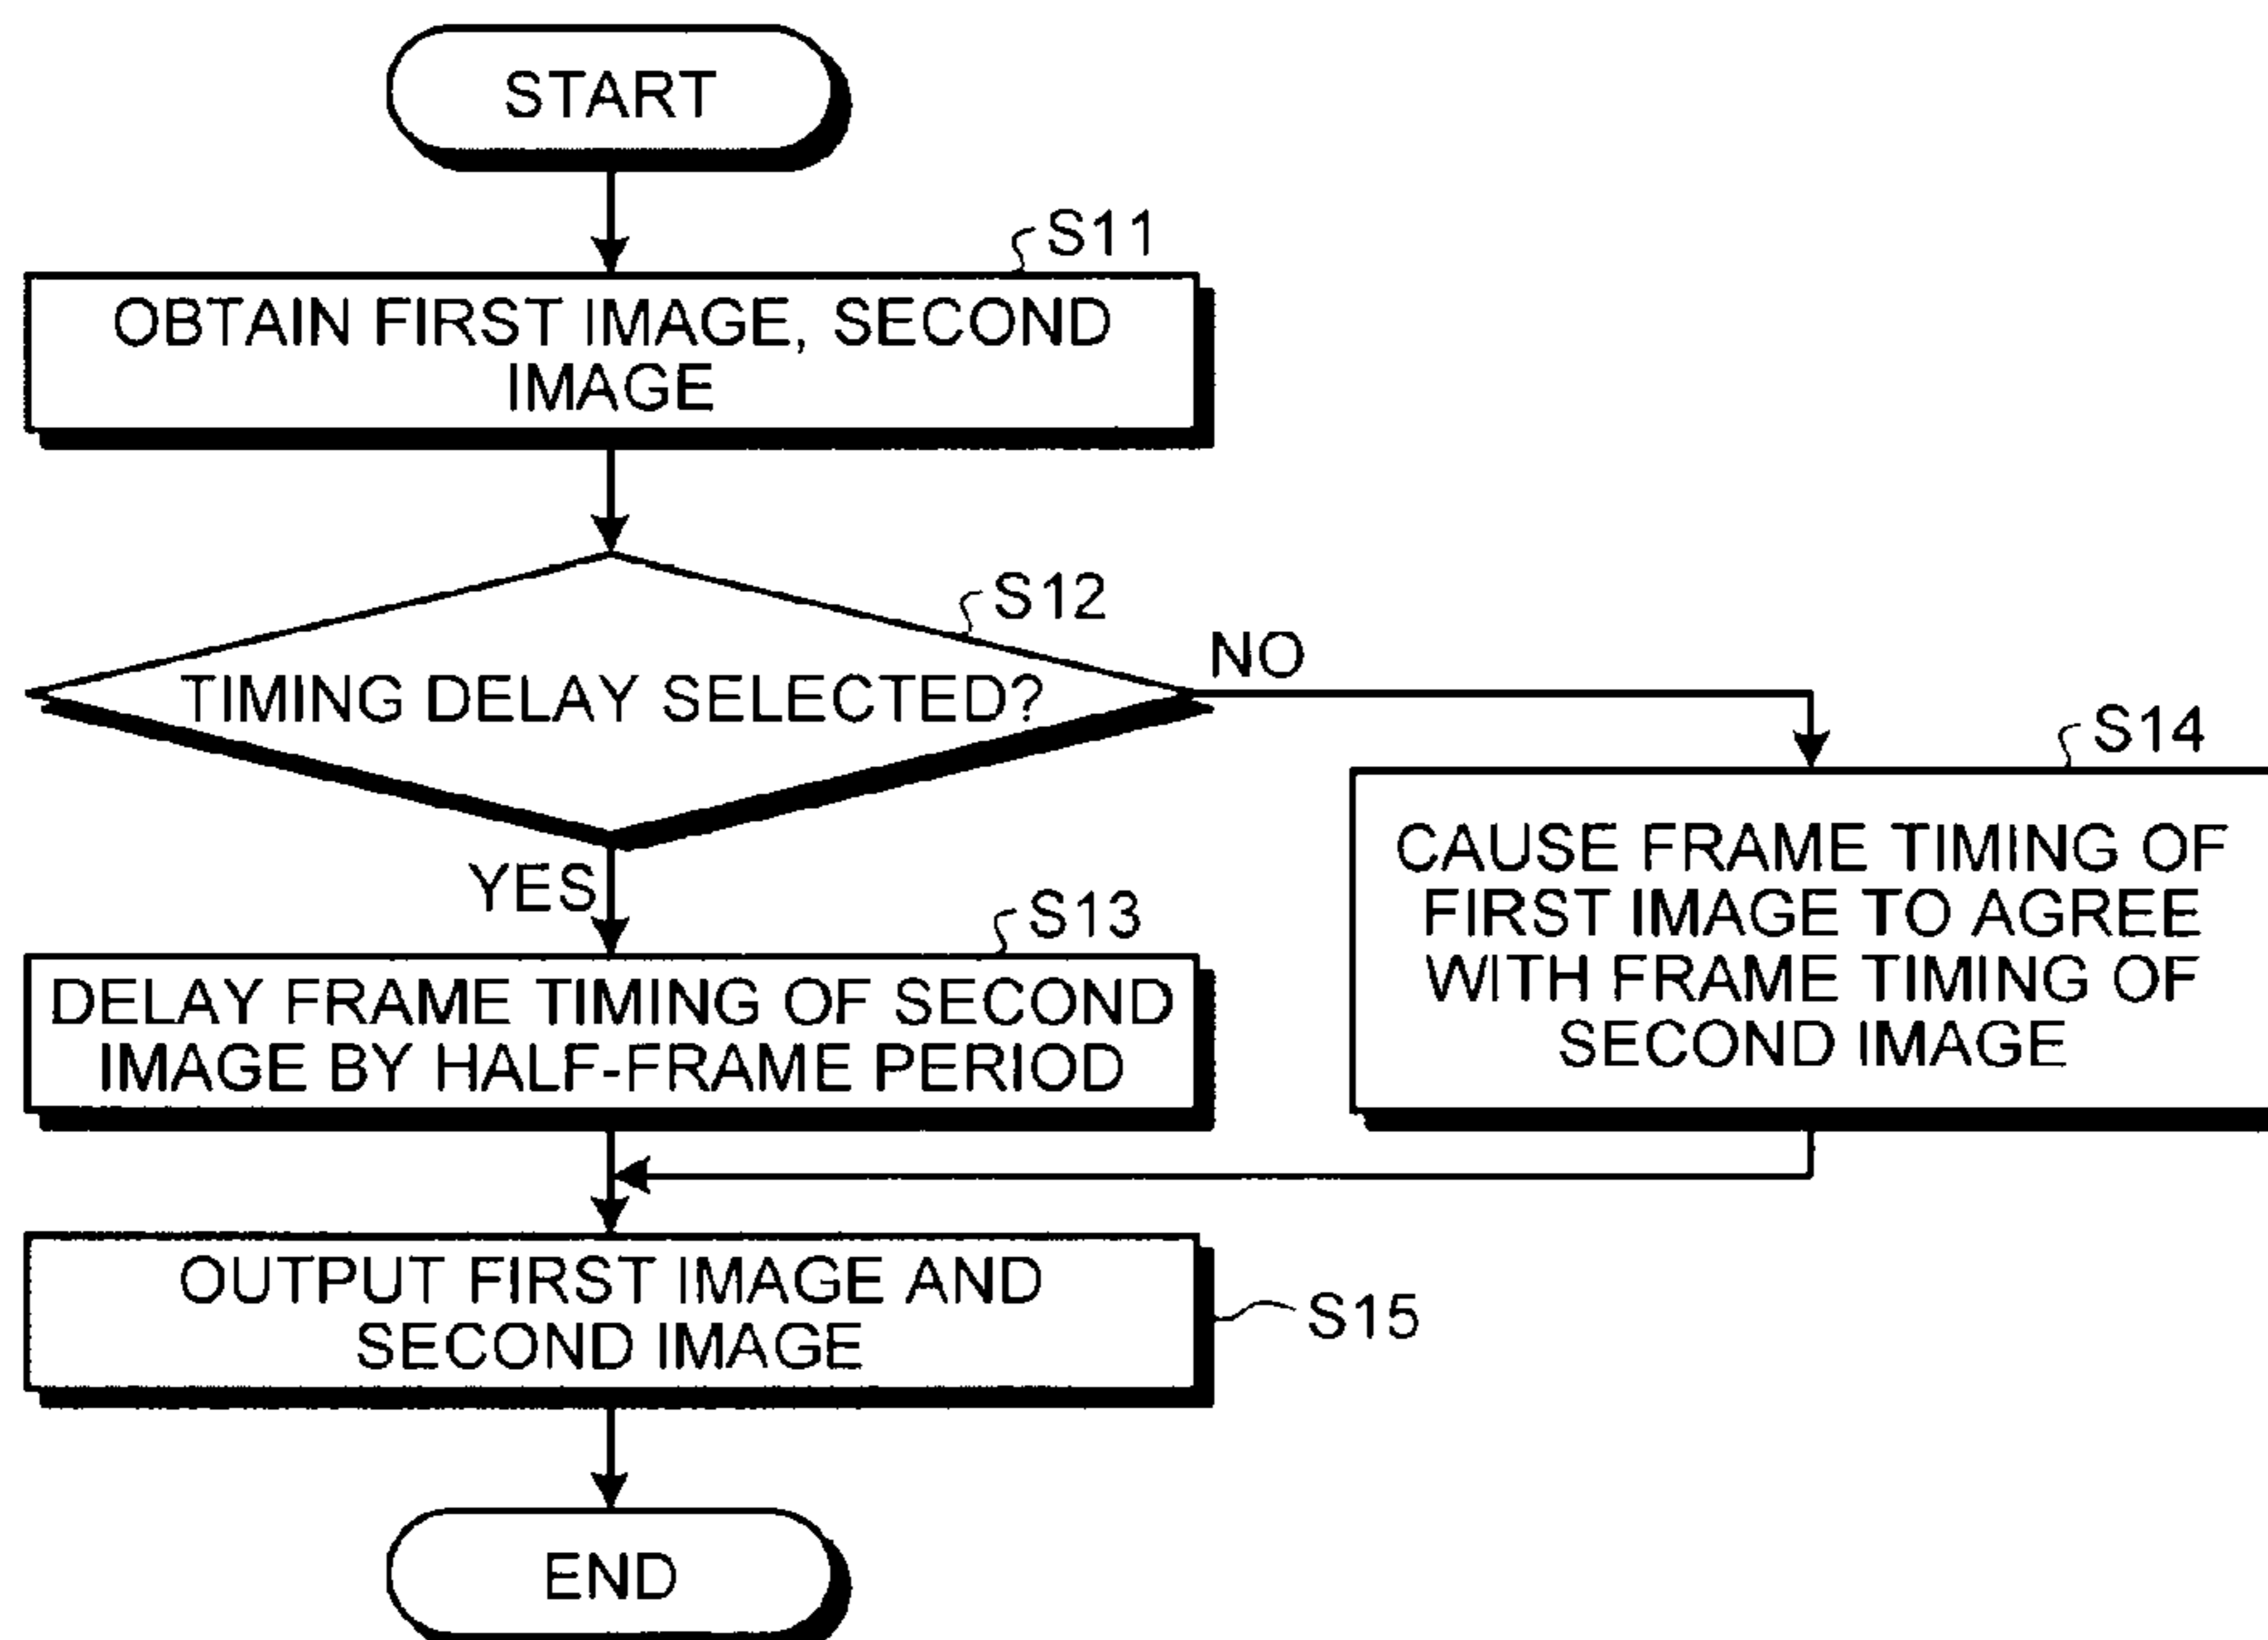 START
S11
OBTAIN FIRST IMAGE, SECOND
IMAGE
S12
TIMING DELAY SELECTED?
NO
YES
S13
DELAY FRAME TIMING OF SECOND
IMAGE BY HALF-FRAME PERIOD
S14
CAUSE FRAME TIMING OF
FIRST IMAGE TO AGREE
WITH FRAME TIMING OF
SECOND IMAGE
OUTPUT FIRST IMAGE AND
SECOND IMAGE
S15
END